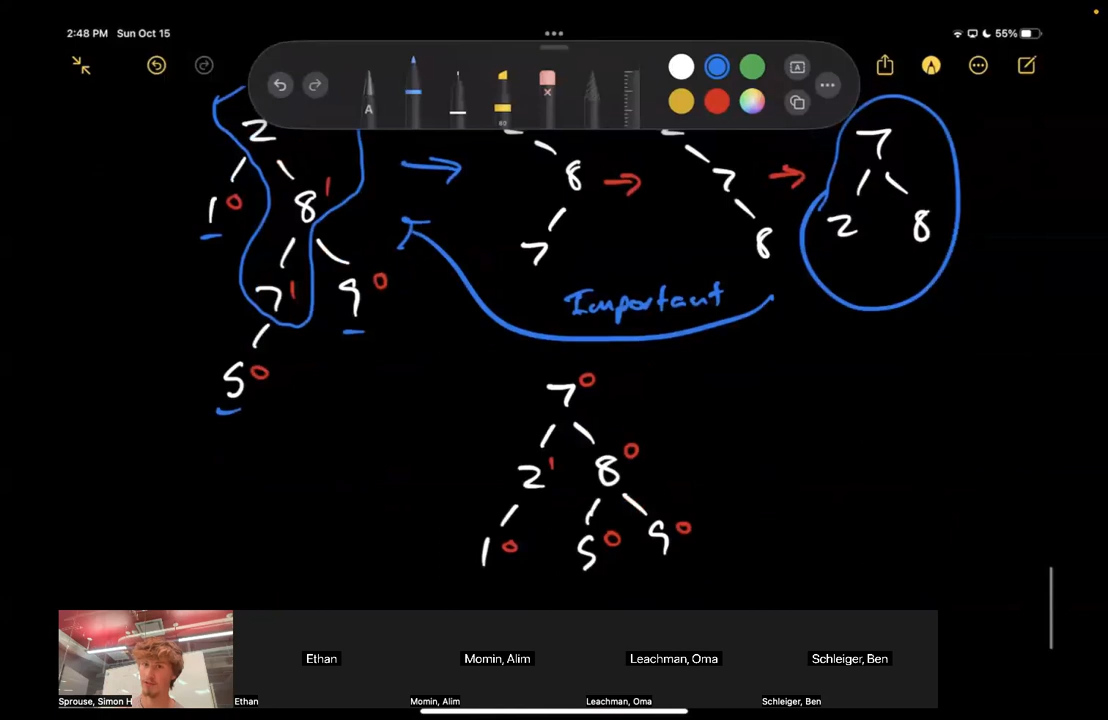 2:48 PM Sun Oct 15
55%
A
80
A
2
1 0
8 1
7 1
9 0
5 0
8
7
7
8
7
2 8
Important
7 0
2 1
8 0
1 0
5 0
9 0
Ethan
Momin, Alim
Leachman, Oma
Schleiger, Ben
Sprouse, Simon H
Ethan
Momin, Alim
Leachman, Oma
Schleiger, Ben